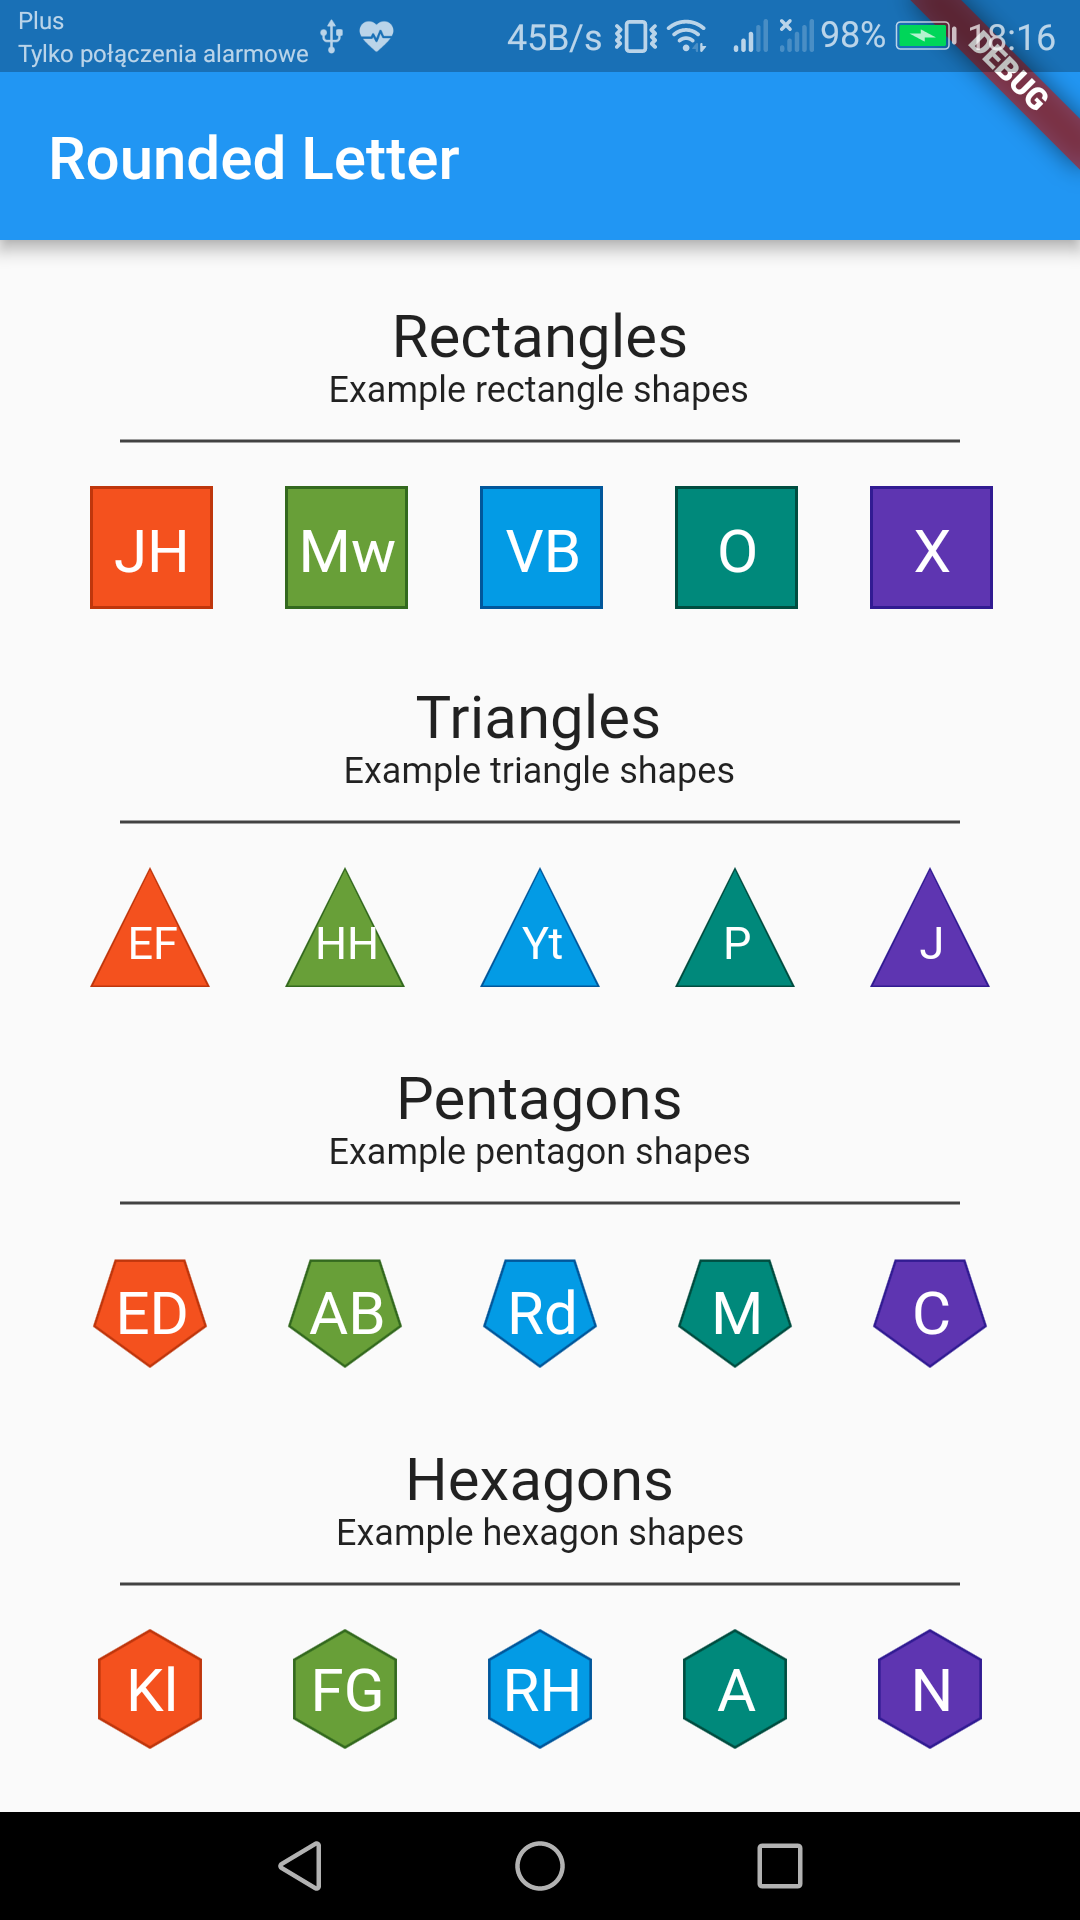 Plus
Tylko połączenia alarmowe
45B/s 98% 18:16
DEBUG
Rounded Letter
Rectangles
Example rectangle shapes
JH Mw VB O X
Triangles
Example triangle shapes
EF HH Yt P J
Pentagons
Example pentagon shapes
ED AB Rd M C
Hexagons
Example hexagon shapes
Kl FG RH A N